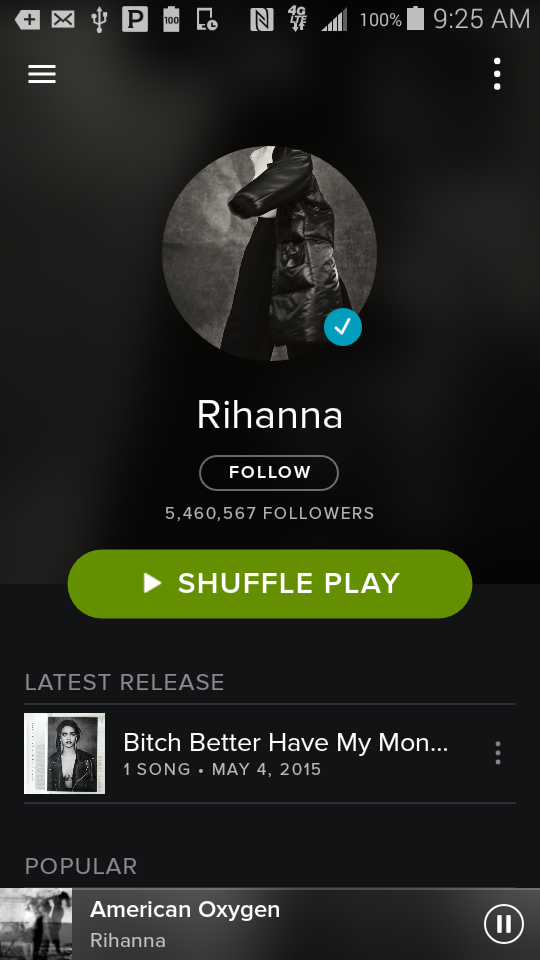 100 4G LTE 100% 9:25 AM
Rihanna
FOLLOW
5,460,567 FOLLOWERS
SHUFFLE PLAY
LATEST RELEASE
Bitch Better Have My Mon...
1 SONG • MAY 4, 2015
POPULAR
American Oxygen
Rihanna